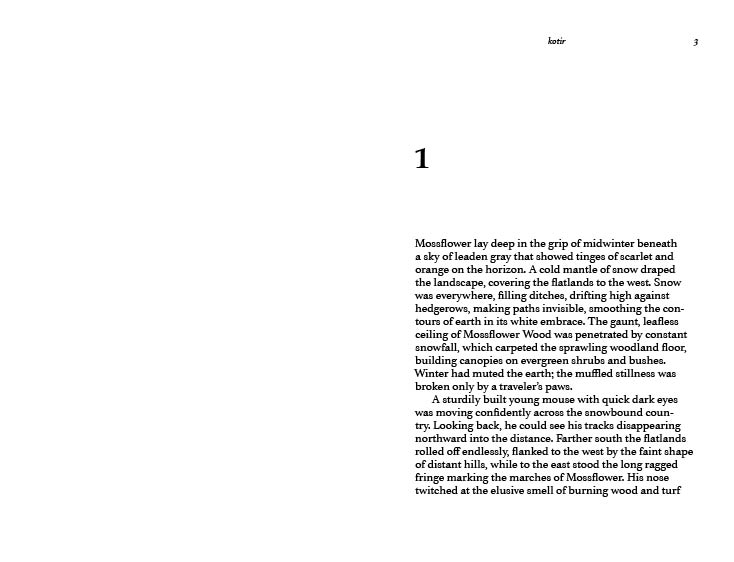 kotir 3
1
Mossflower lay deep in the grip of midwinter beneath
a sky of leaden gray that showed tinges of scarlet and
orange on the horizon. A cold mantle of snow draped
the landscape, covering the flatlands to the west. Snow
was everywhere, filling ditches, drifting high against
hedgerows, making paths invisible, smoothing the con-
tours of earth in its white embrace. The gaunt, leafless
ceiling of Mossflower Wood was penetrated by constant
snowfall, which carpeted the sprawling woodland floor,
building canopies on evergreen shrubs and bushes.
Winter had muted the earth; the muffled stillness was
broken only by a traveler's paws.
A sturdily built young mouse with quick dark eyes
was moving confidently across the snowbound coun-
try. Looking back, he could see his tracks disappearing
northward into the distance. Farther south the flatlands
rolled off endlessly, flanked to the west by the faint shape
of distant hills, while to the east stood the long ragged
fringe marking the marches of Mossflower. His nose
twitched at the elusive smell of burning wood and turf